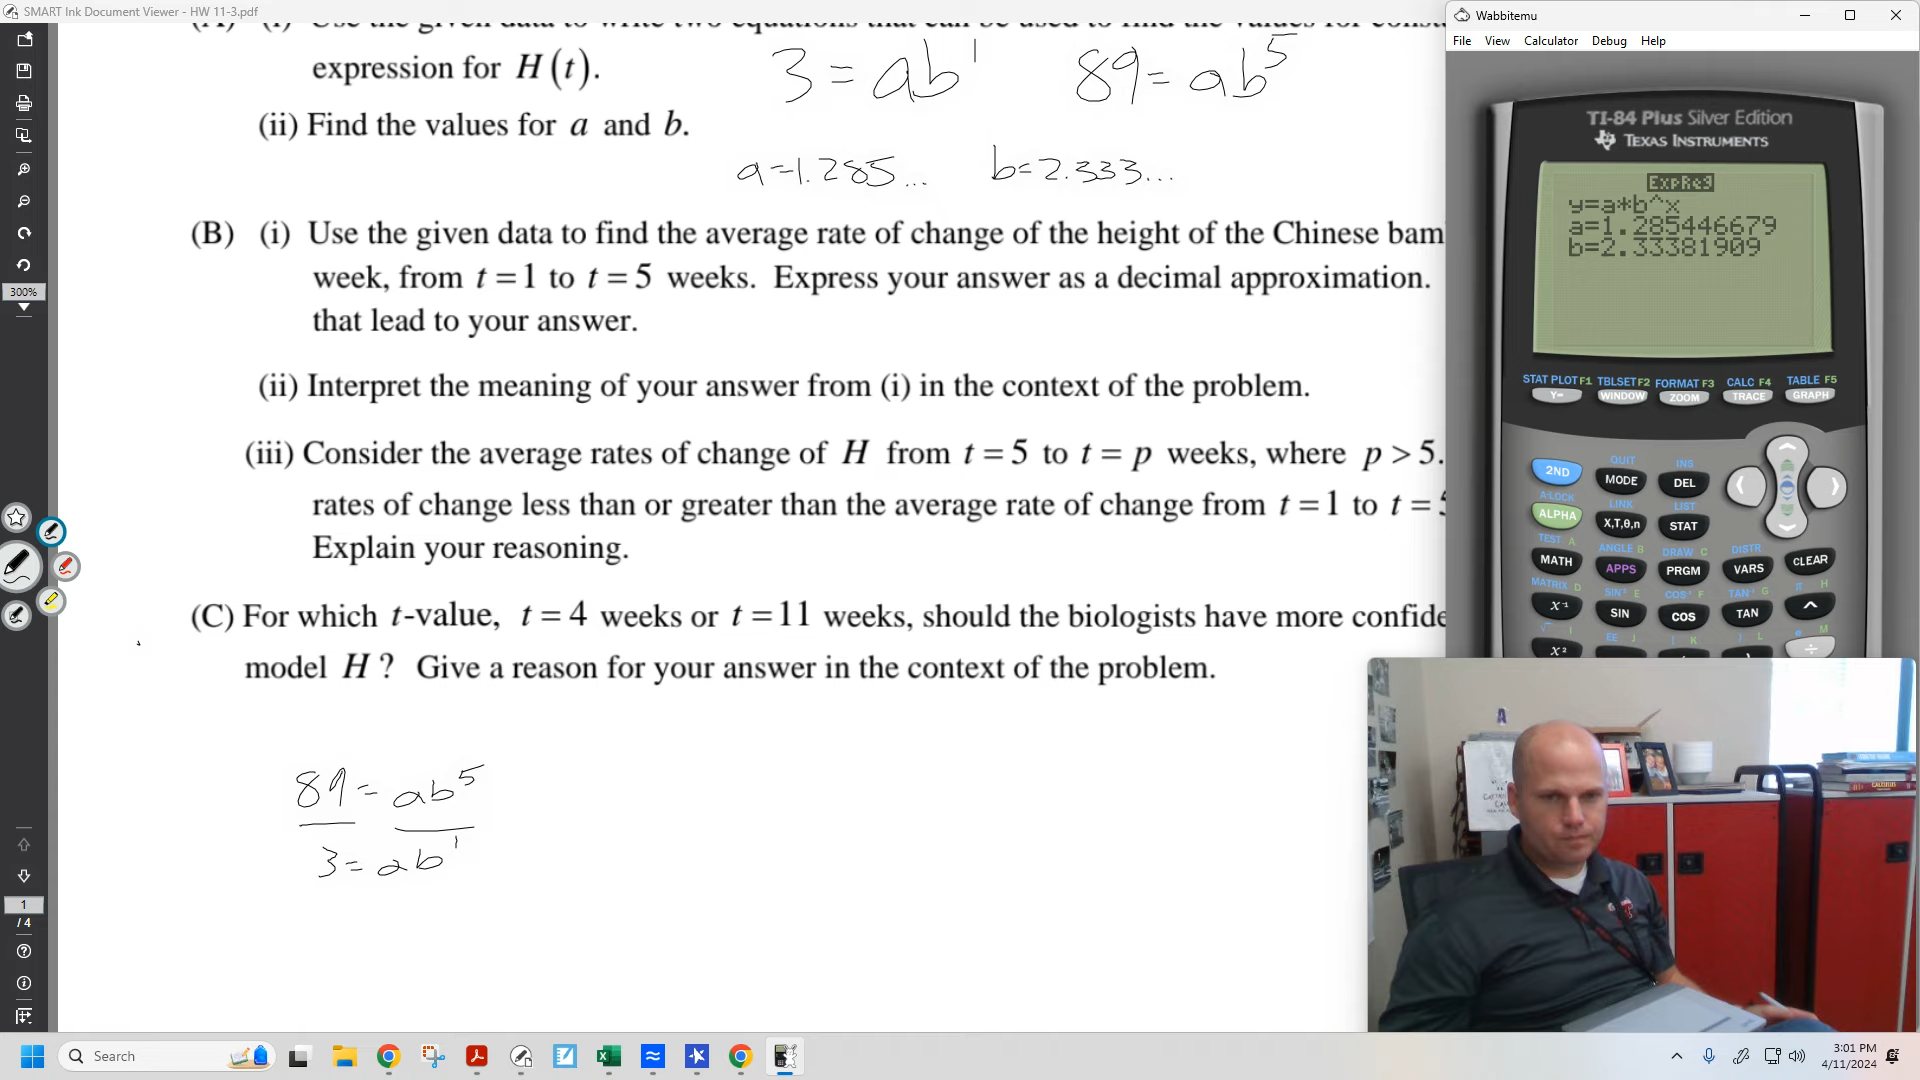 SMART Ink Document Viewer - HW 11-3.pdf
expression for H(t).
3 = ab¹ 89 = ab⁵
(ii) Find the values for a and b.
a=1.285... b=2.333...
(B) (i) Use the given data to find the average rate of change of the height of the Chinese bam
week, from t = 1 to t = 5 weeks. Express your answer as a decimal approximation.
that lead to your answer.
(ii) Interpret the meaning of your answer from (i) in the context of the problem.
(iii) Consider the average rates of change of H from t = 5 to t = p weeks, where p > 5.
rates of change less than or greater than the average rate of change from t = 1 to t = 5
Explain your reasoning.
(C) For which t-value, t = 4 weeks or t = 11 weeks, should the biologists have more confide
model H ? Give a reason for your answer in the context of the problem.
89 = ab⁵
3 = ab¹
300%
1
/ 4
Wabbitemu
File View Calculator Debug Help
TI-84 Plus Silver Edition
TEXAS INSTRUMENTS
ExpReg
y=a*b^x
a=1.285446679
b=2.33381909
STAT PLOT F1 TBLSET F2 FORMAT F3 CALC F4 TABLE F5
Y= WINDOW ZOOM TRACE GRAPH
QUIT INS
2ND MODE DEL
A-LOCK LINK LIST
ALPHA X,T,θ,n STAT
TEST A ANGLE B DRAW C DISTR
MATH APPS PRGM VARS CLEAR
MATRIX D SIN⁻¹ E COS⁻¹ F TAN⁻¹ G π H
x⁻¹ SIN COS TAN ^
√ I EE J { K } L e M
x² , ( ) ÷
Search
3:01 PM
4/11/2024